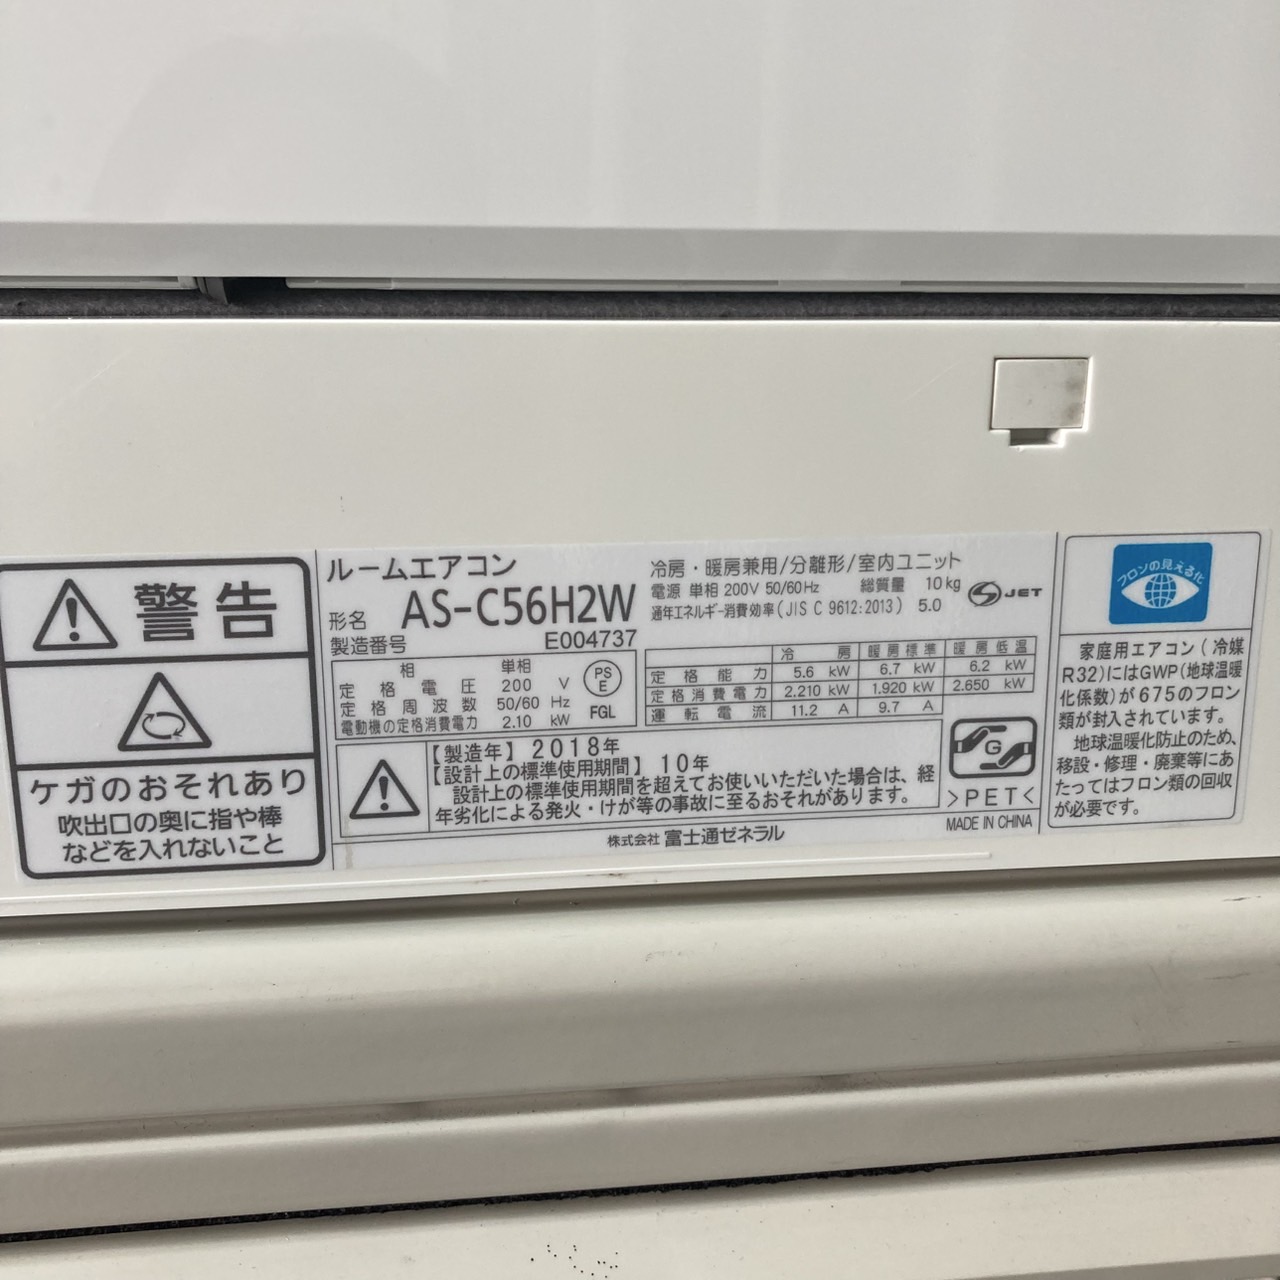 警告
ケガのおそれあり
吹出口の奥に指や棒
などを入れないこと
ルームエアコン
形名 AS-C56H2W
製造番号 E004737
相 単相
定格電圧 200 V
定格周波数 50/60 Hz
電動機の定格消費電力 2.10 kW
PS
E
FGL
冷房・暖房兼用/分離形/室内ユニット
電源 単相 200V 50/60Hz 総質量 10kg
通年エネルギー消費効率(JIS C 9612:2013) 5.0
S JET
冷房 暖房標準 暖房低温
定格能力 5.6 kW 6.7 kW 6.2 kW
定格消費電力 2.210 kW 1.920 kW 2.650 kW
運転電流 11.2 A 9.7 A
【製造年】2018年
【設計上の標準使用期間】10年
設計上の標準使用期間を超えてお使いいただいた場合は、経
年劣化による発火・けが等の事故に至るおそれがあります。
G
>PET<
MADE IN CHINA
株式会社 富士通ゼネラル
フロンの見える化
家庭用エアコン(冷媒
R32)にはGWP(地球温暖
化係数)が675のフロン
類が封入されています。
地球温暖化防止のため、
移設・修理・廃棄等にあ
たってはフロン類の回収
が必要です。